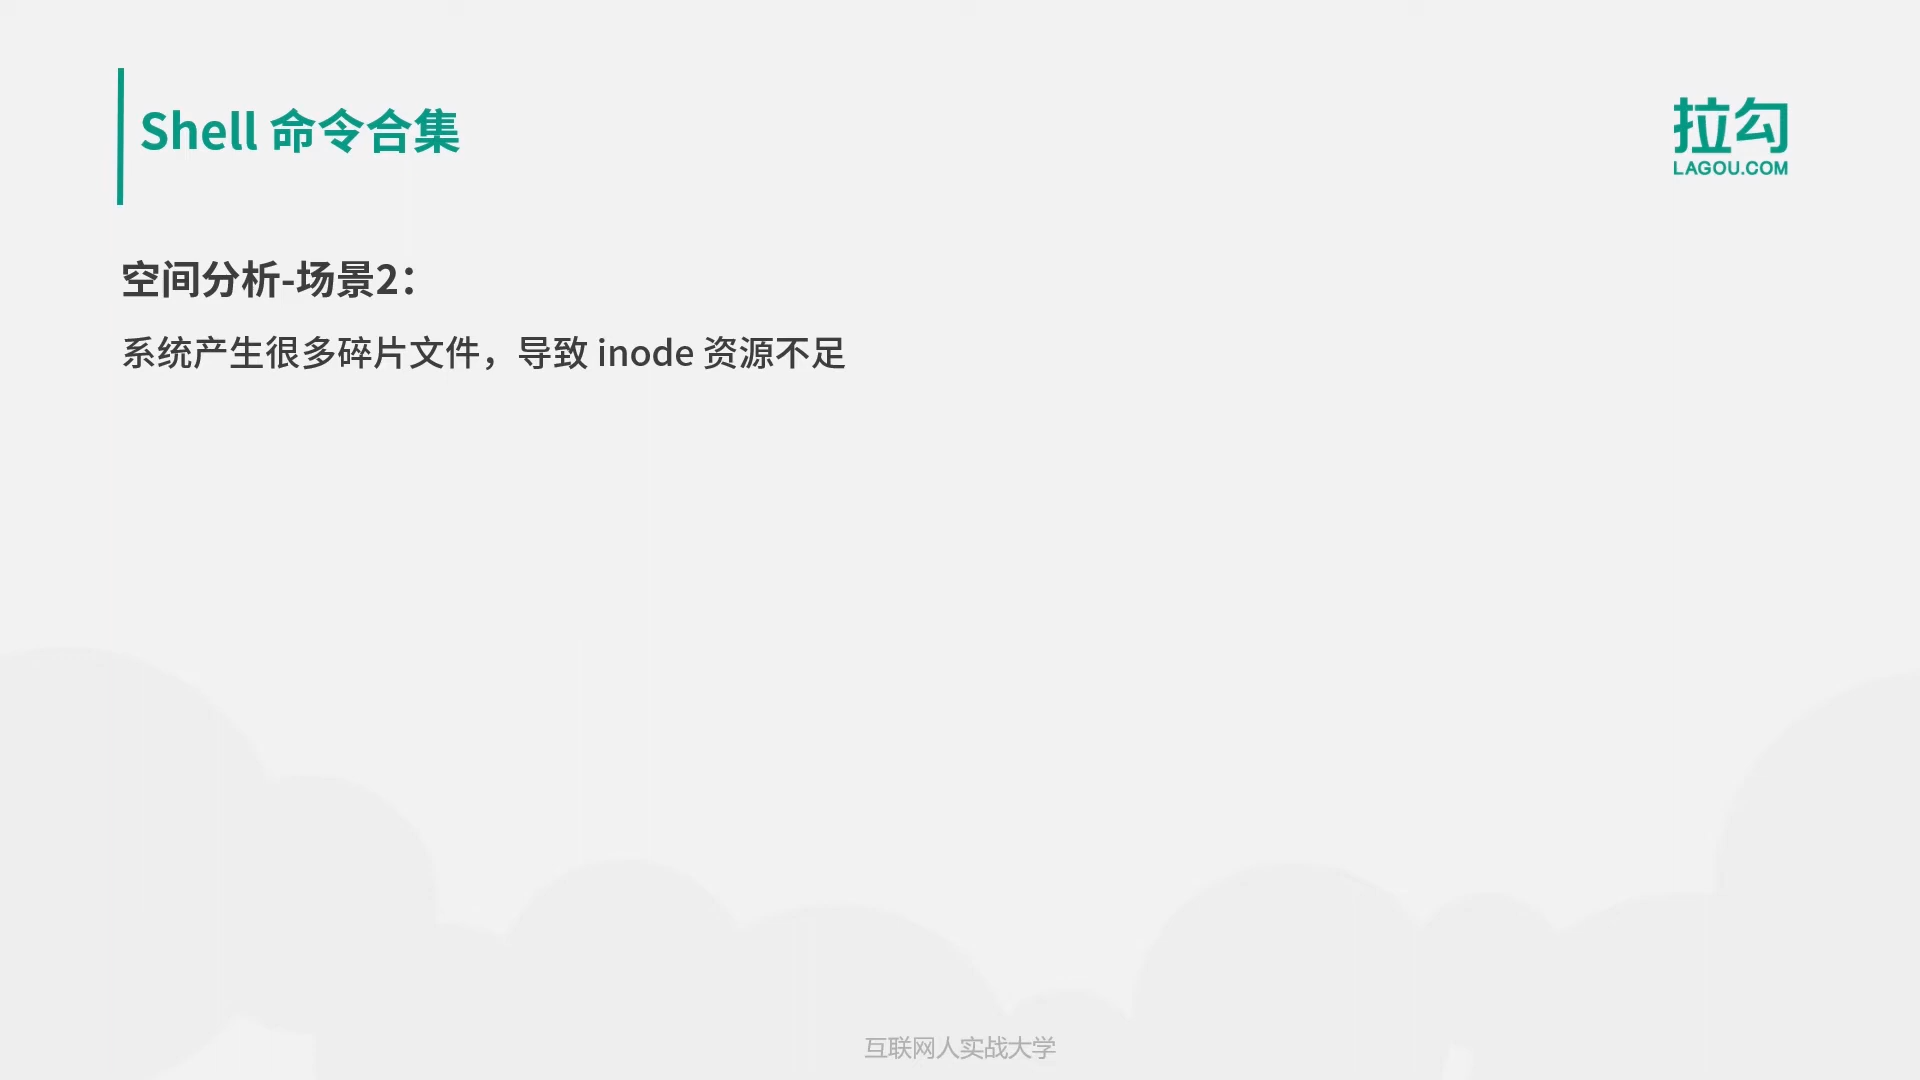 Shell 命令合集
拉勾
LAGOU.COM
空间分析-场景2：
系统产生很多碎片文件，导致 inode 资源不足
互联网人实战大学